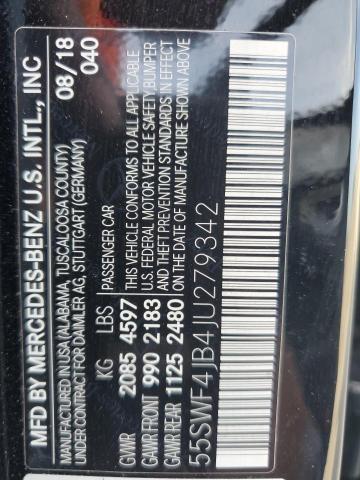 MFD BY MERCEDES-BENZ U.S. INTL., INC
MANUFACTURED IN USA (ALABAMA, TUSCALOOSA COUNTY)
CONSTRUCTED FOR DAIMLER AG, STUTTGART (GERMANY)
08/18
040
KG LBS PASSENGER CAR
GVWR 2085 4597 THIS VEHICLE CONFORMS TO ALL APPLICABLE
GAWR FRONT 990 2183 U.S. FEDERAL MOTOR VEHICLE SAFETY/BUMPER
GAWR REAR 1125 2480 AND THEFT PREVENTION STANDARDS IN EFFECT
ON THE DATE OF MANUFACTURE SHOWN ABOVE
55SWF4JB4JU279342